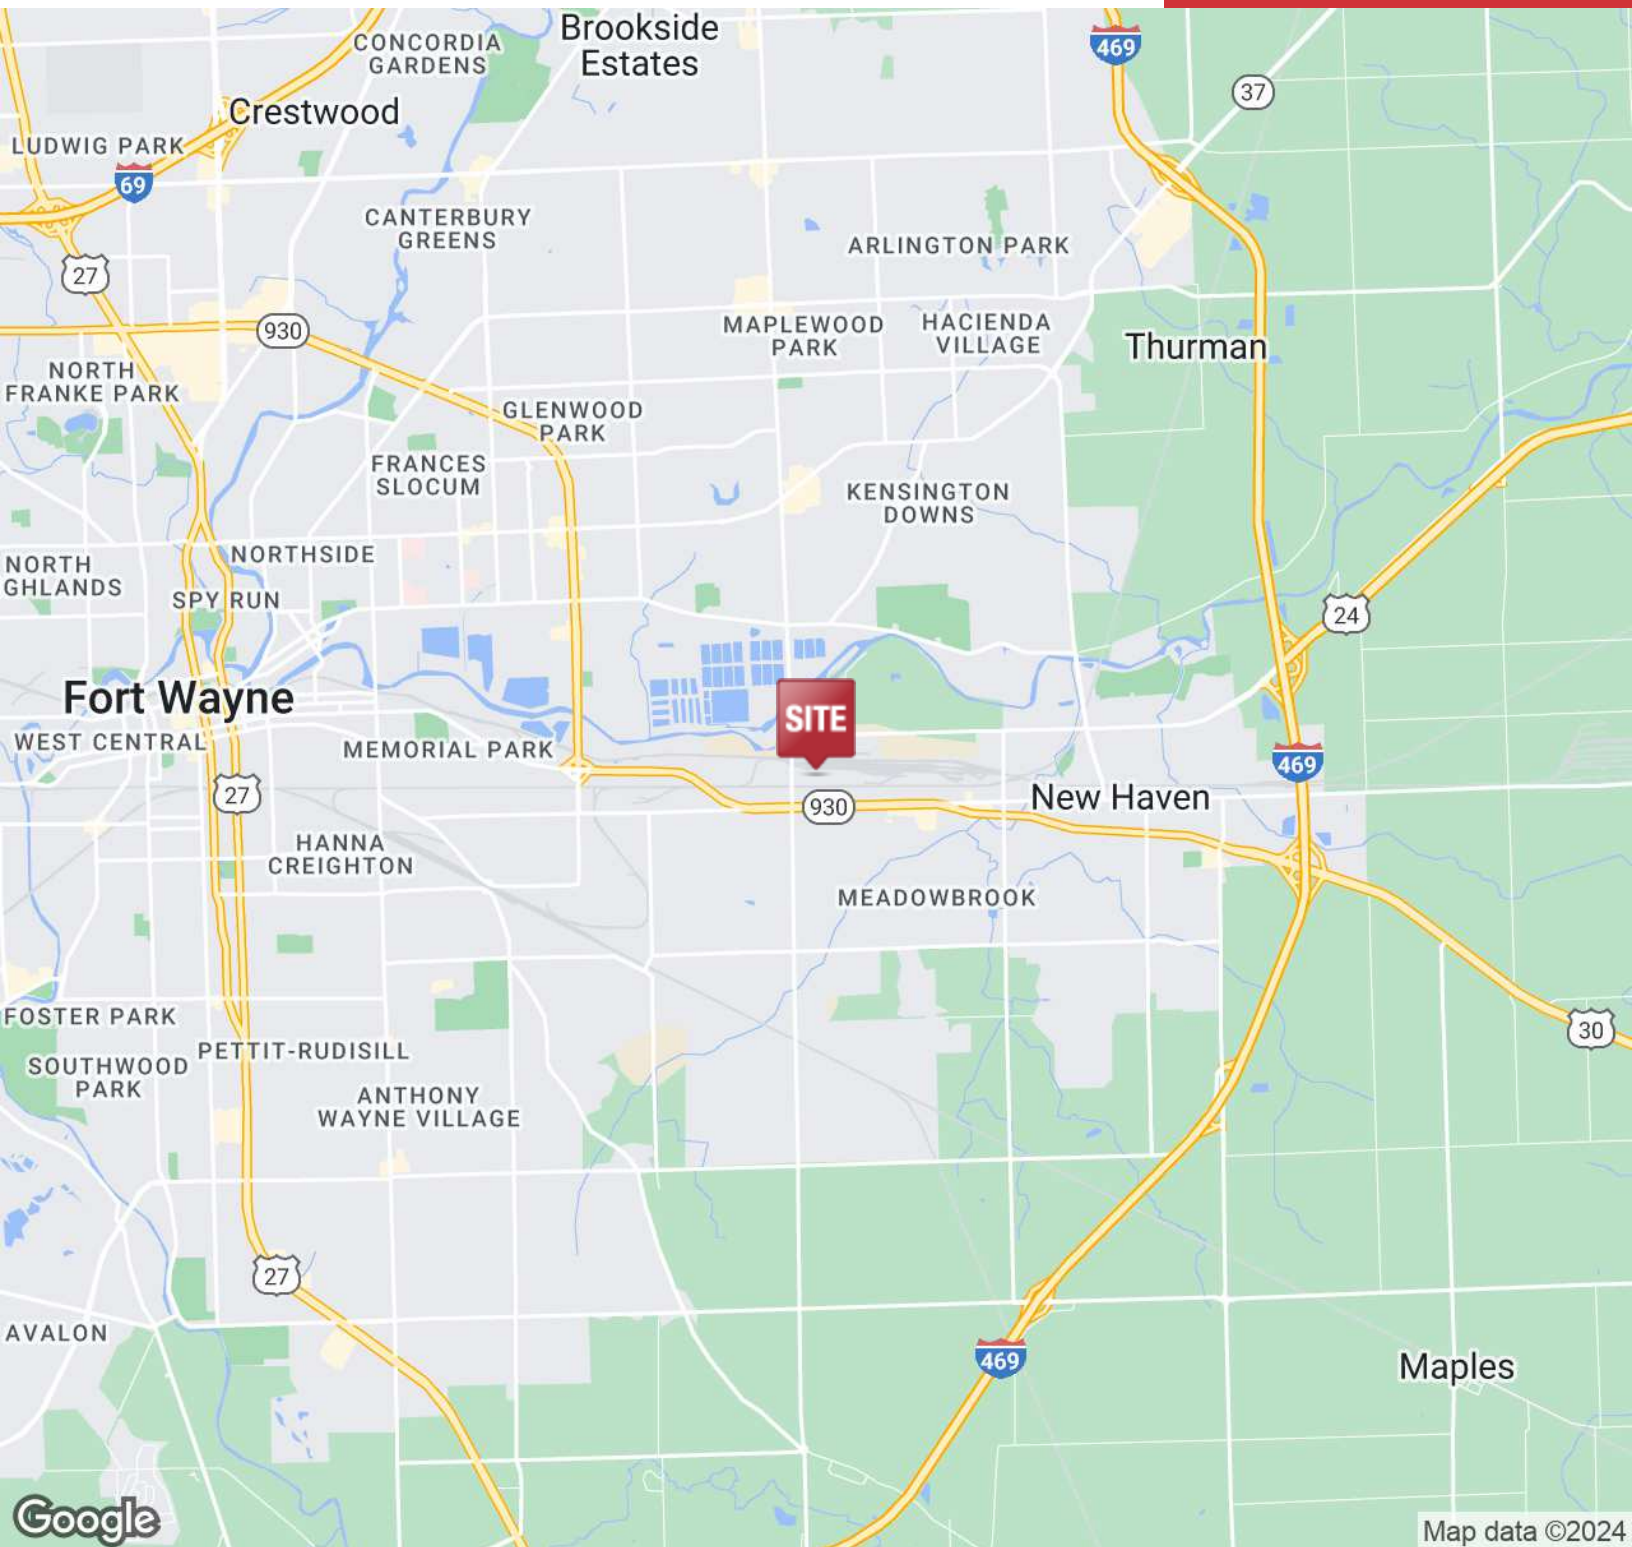 Brookside
Estates
CONCORDIA
GARDENS
469
37
Crestwood
LUDWIG PARK
69
CANTERBURY
GREENS
ARLINGTON PARK
27
930
MAPLEWOOD
PARK
HACIENDA
VILLAGE
Thurman
NORTH
FRANKE PARK
GLENWOOD
PARK
FRANCES
SLOCUM
KENSINGTON
DOWNS
NORTHSIDE
NORTH
GHLANDS
SPY RUN
24
Fort Wayne
SITE
WEST CENTRAL
MEMORIAL PARK
469
27
930
New Haven
HANNA
CREIGHTON
MEADOWBROOK
FOSTER PARK
30
PETTIT-RUDISILL
SOUTHWOOD
PARK
ANTHONY
WAYNE VILLAGE
27
AVALON
469
Maples
Google
Map data ©2024